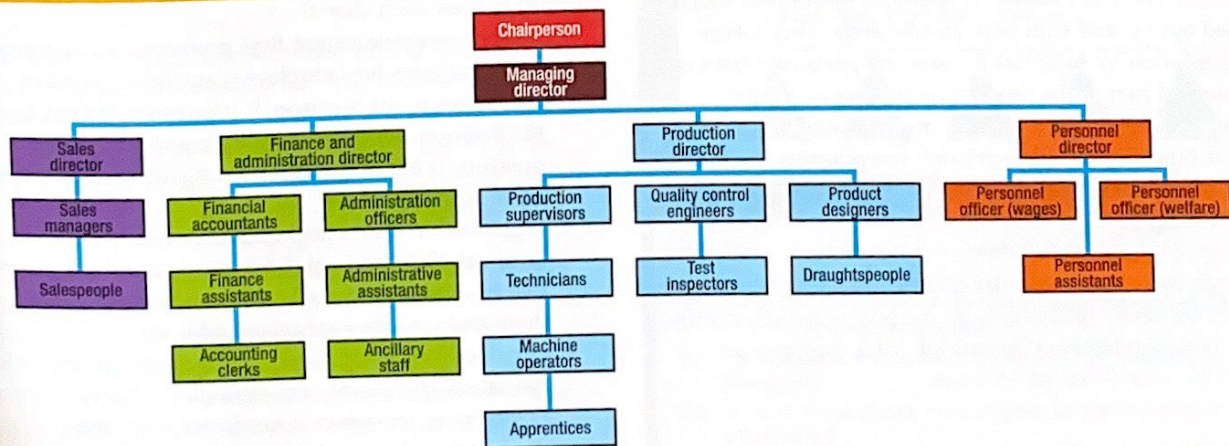 Chairperson
Managing
director
Sales
director
Finance and
administration director
Production
director
Personnel
director
Sales
managers
Financial
accountants
Administration
officers
Production
supervisors
Quality control
engineers
Product
designers
Personnel
officer (wages)
Personnel
officer (welfare)
Salespeople
Finance
assistants
Administrative
assistants
Technicians
Test
inspectors
Draughtspeople
Personnel
assistants
Accounting
clerks
Ancillary
staff
Machine
operators
Apprentices